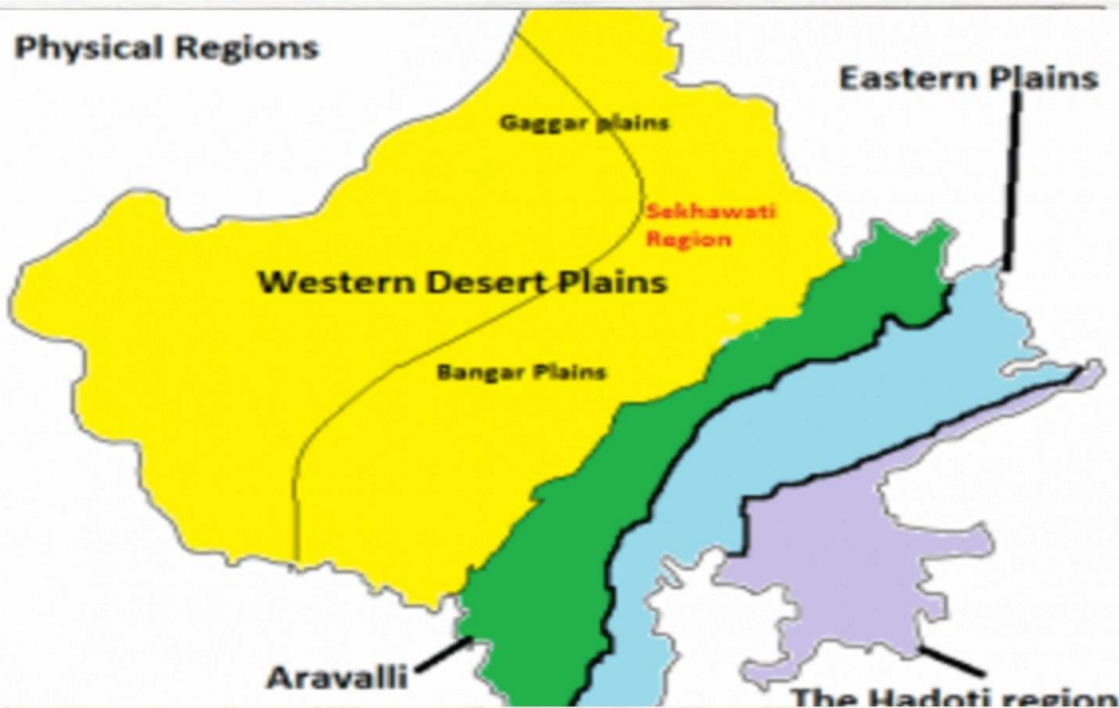 Physical Regions
Eastern Plains
Gaggar plains
Sekhawati
Region
Western Desert Plains
Bangar Plains
Aravalli
The Hadoti region